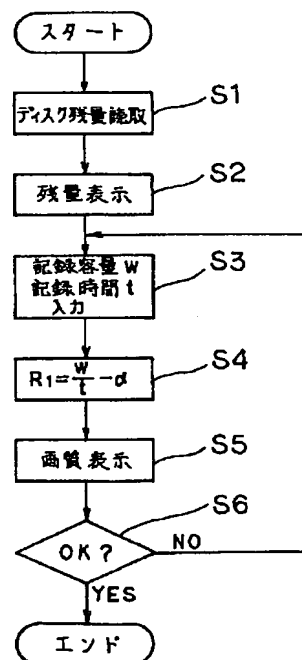 スタート
ディスク残量読取
S1
残量表示
S2
記録容量W
記録時間t
入力
S3
R1=W/t-α
S4
画質表示
S5
S6
OK?
NO
YES
エンド